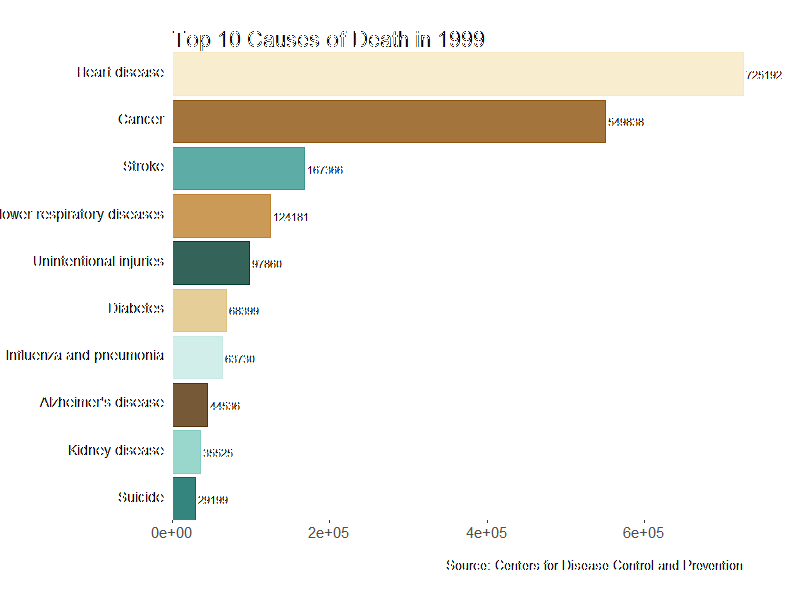 Top 10 Causes of Death in 1999
Heart disease 725192
Cancer 549838
Stroke 167366
lower respiratory diseases 124181
Unintentional injuries 97860
Diabetes 68399
Influenza and pneumonia 63730
Alzheimer's disease 44536
Kidney disease 35525
Suicide 29199
0e+00 2e+05 4e+05 6e+05
Source: Centers for Disease Control and Prevention